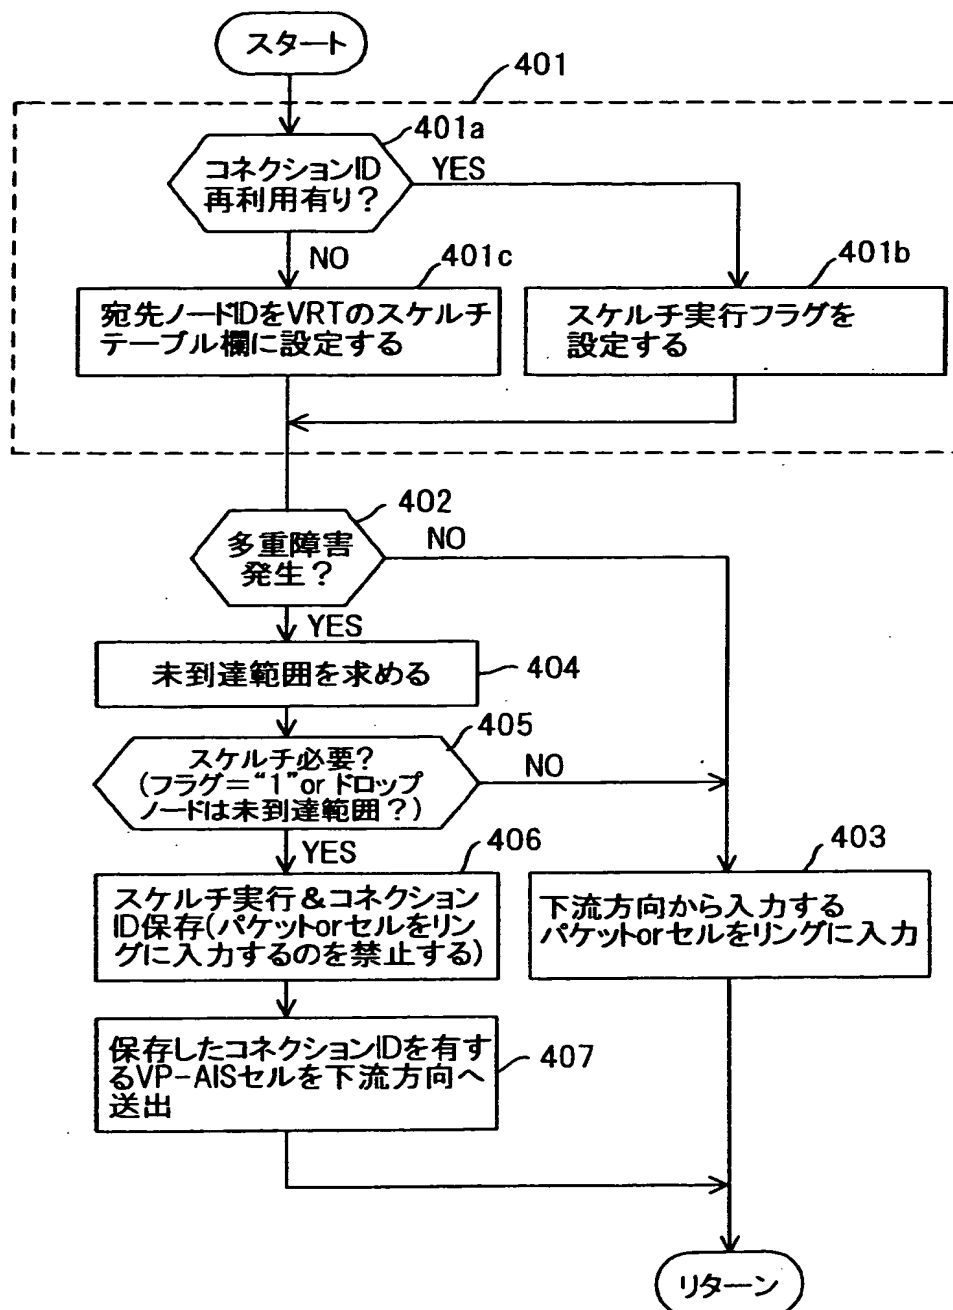 スタート
401
401a
コネクションID
再利用有り？
YES
NO
401c
宛先ノードIDをVRTのスケルチ
テーブル欄に設定する
401b
スケルチ実行フラグを
設定する
402
多重障害
発生？
NO
YES
未到達範囲を求める
404
405
スケルチ必要？
(フラグ＝“1”or ドロップ
ノードは未到達範囲？)
NO
YES
406
スケルチ実行＆コネクション
ID保存(パケットorセルをリン
グに入力するのを禁止する)
403
下流方向から入力する
パケットorセルをリングに入力
保存したコネクションIDを有す
るVP-AISセルを下流方向へ
送出
407
リターン